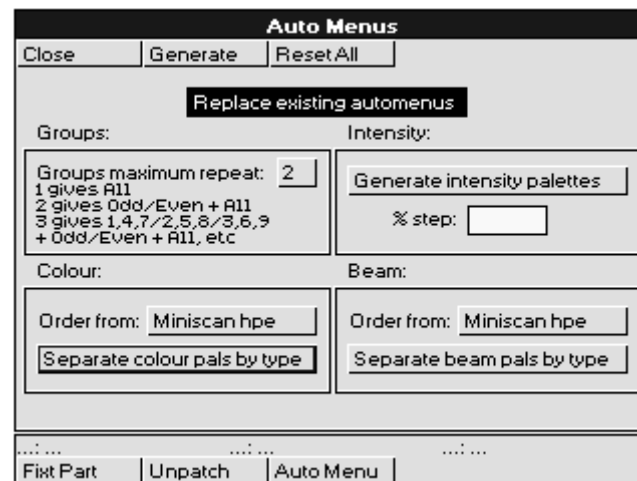 Auto Menus
Close Generate Reset All
Replace existing automenus
Groups: Intensity:
Groups maximum repeat: 2
1 gives All
2 gives Odd/Even + All
3 gives 1,4,7/2,5,8/3,6,9
+ Odd/Even + All, etc
Generate intensity palettes
% step:
Colour: Beam:
Order from: Miniscan hpe Order from: Miniscan hpe
Separate colour pals by type Separate beam pals by type
...: ... ...: ... ...: ...
Fixt Part Unpatch Auto Menu